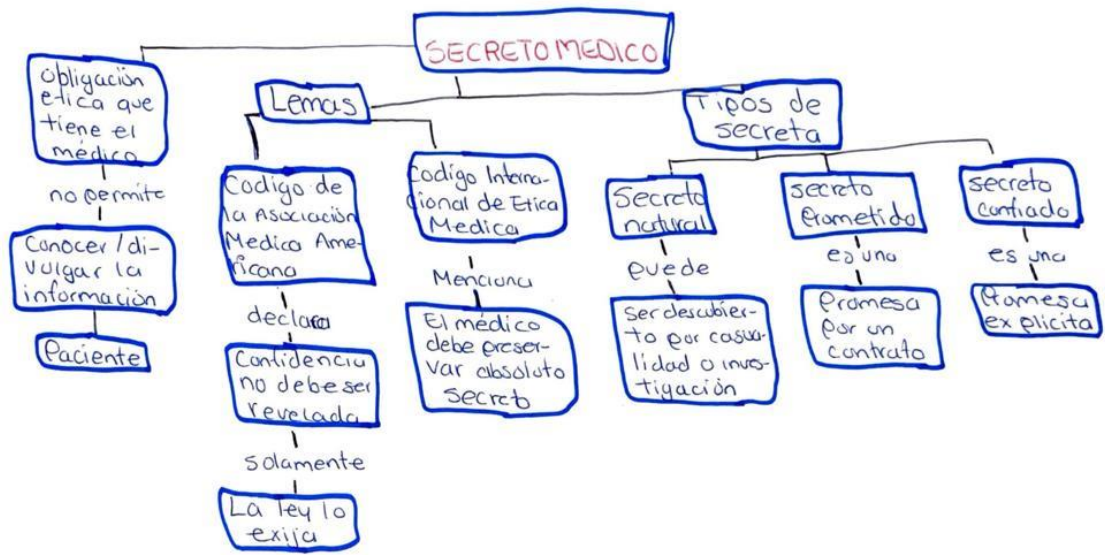 SECRETO MEDICO
obligación
etica que
tiene el
médico
no permite
Conocer / di-
vulgar la
información
Paciente
Lemas
Codigo de
la Asociación
Medica Ame-
ricana
declara
Confidencia
no debe ser
revelada
solamente
La ley lo
exija
Codigo Interna-
cional de Etica
Medica
Menciona
El médico
debe preser-
var absoluto
secreto
Tipos de
secreta
Secreto
natural
puede
ser descubier-
to por casua-
lidad o inves-
tigación
secreto
prometido
es una
Promesa
por un
contrato
secreto
confiado
es una
Promesa
explicita